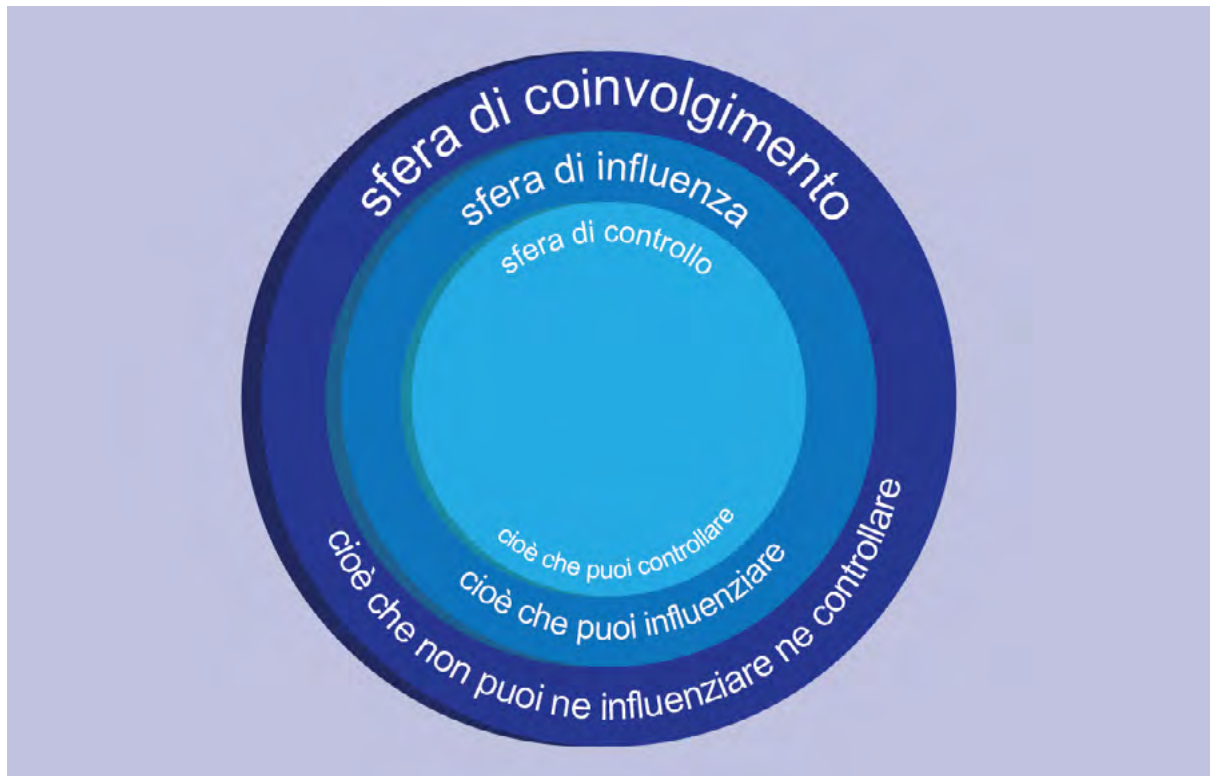 sfera di coinvolgimento
sfera di influenza
sfera di controllo
cioè che puoi controllare
cioè che puoi influenziare
cioè che non puoi ne influenziare ne controllare